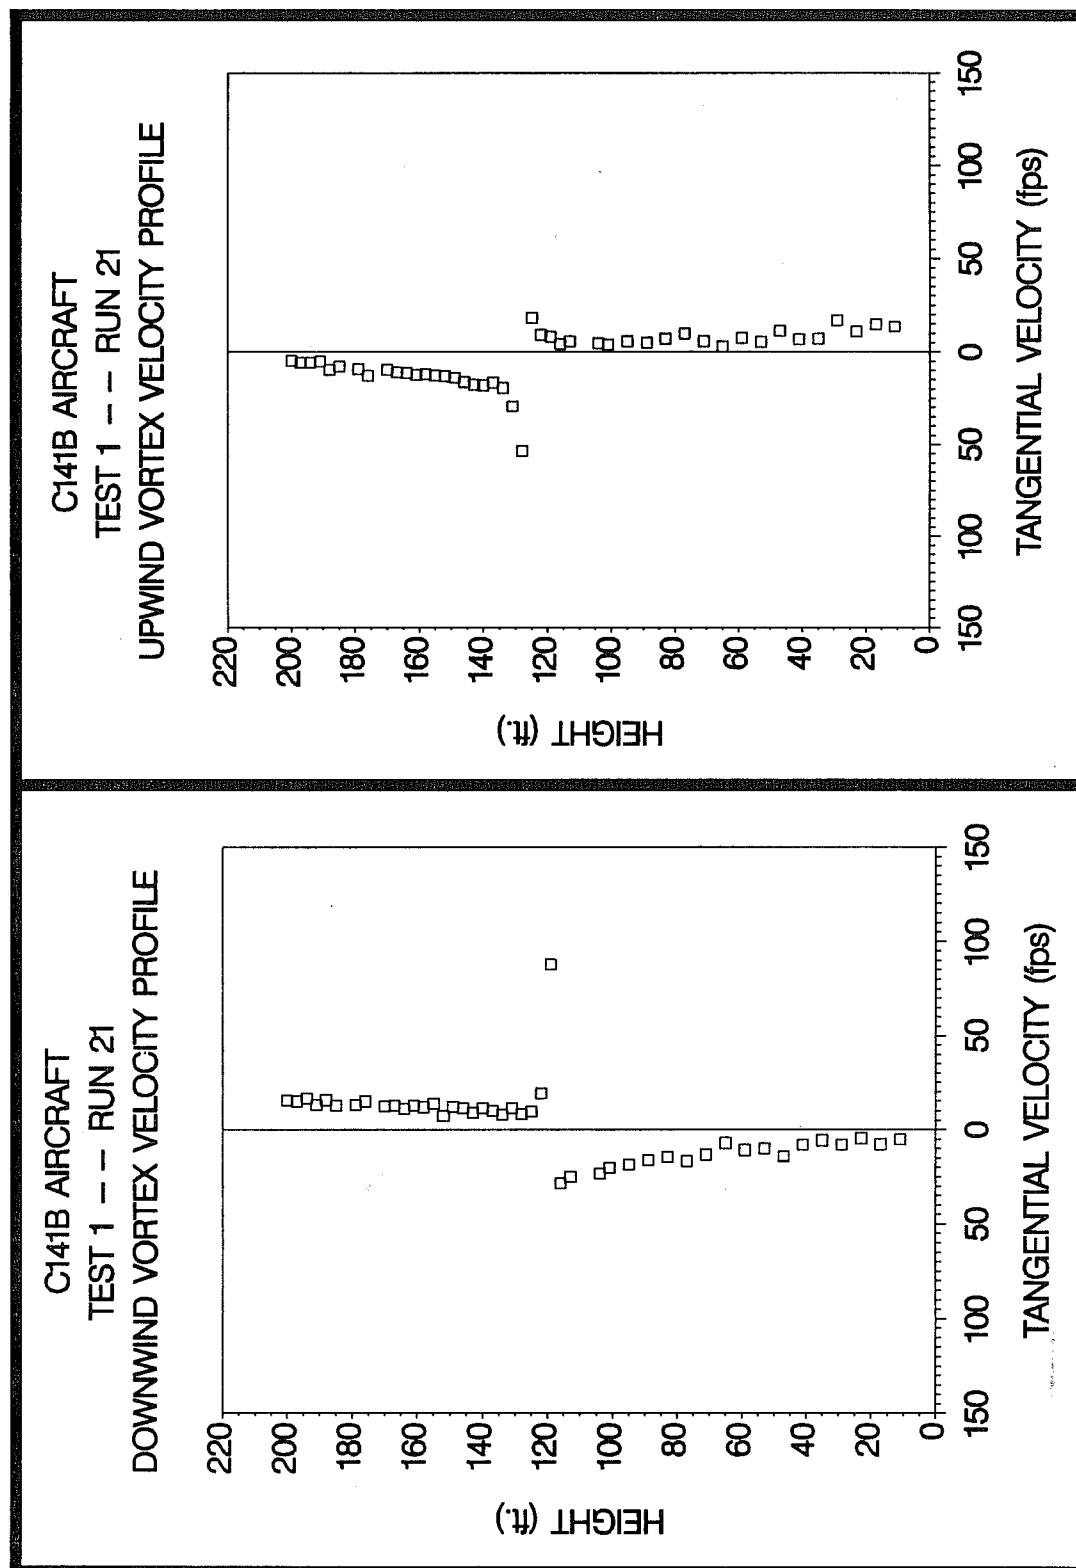 C141B AIRCRAFT
TEST 1 -- RUN 21
DOWNWIND VORTEX VELOCITY PROFILE
HEIGHT (ft.)
220
200
180
160
140
120
100
80
60
40
20
0
150 100 50 0 50 100 150
TANGENTIAL VELOCITY (fps)
C141B AIRCRAFT
TEST 1 -- RUN 21
UPWIND VORTEX VELOCITY PROFILE
HEIGHT (ft.)
220
200
180
160
140
120
100
80
60
40
20
0
150 100 50 0 50 100 150
TANGENTIAL VELOCITY (fps)